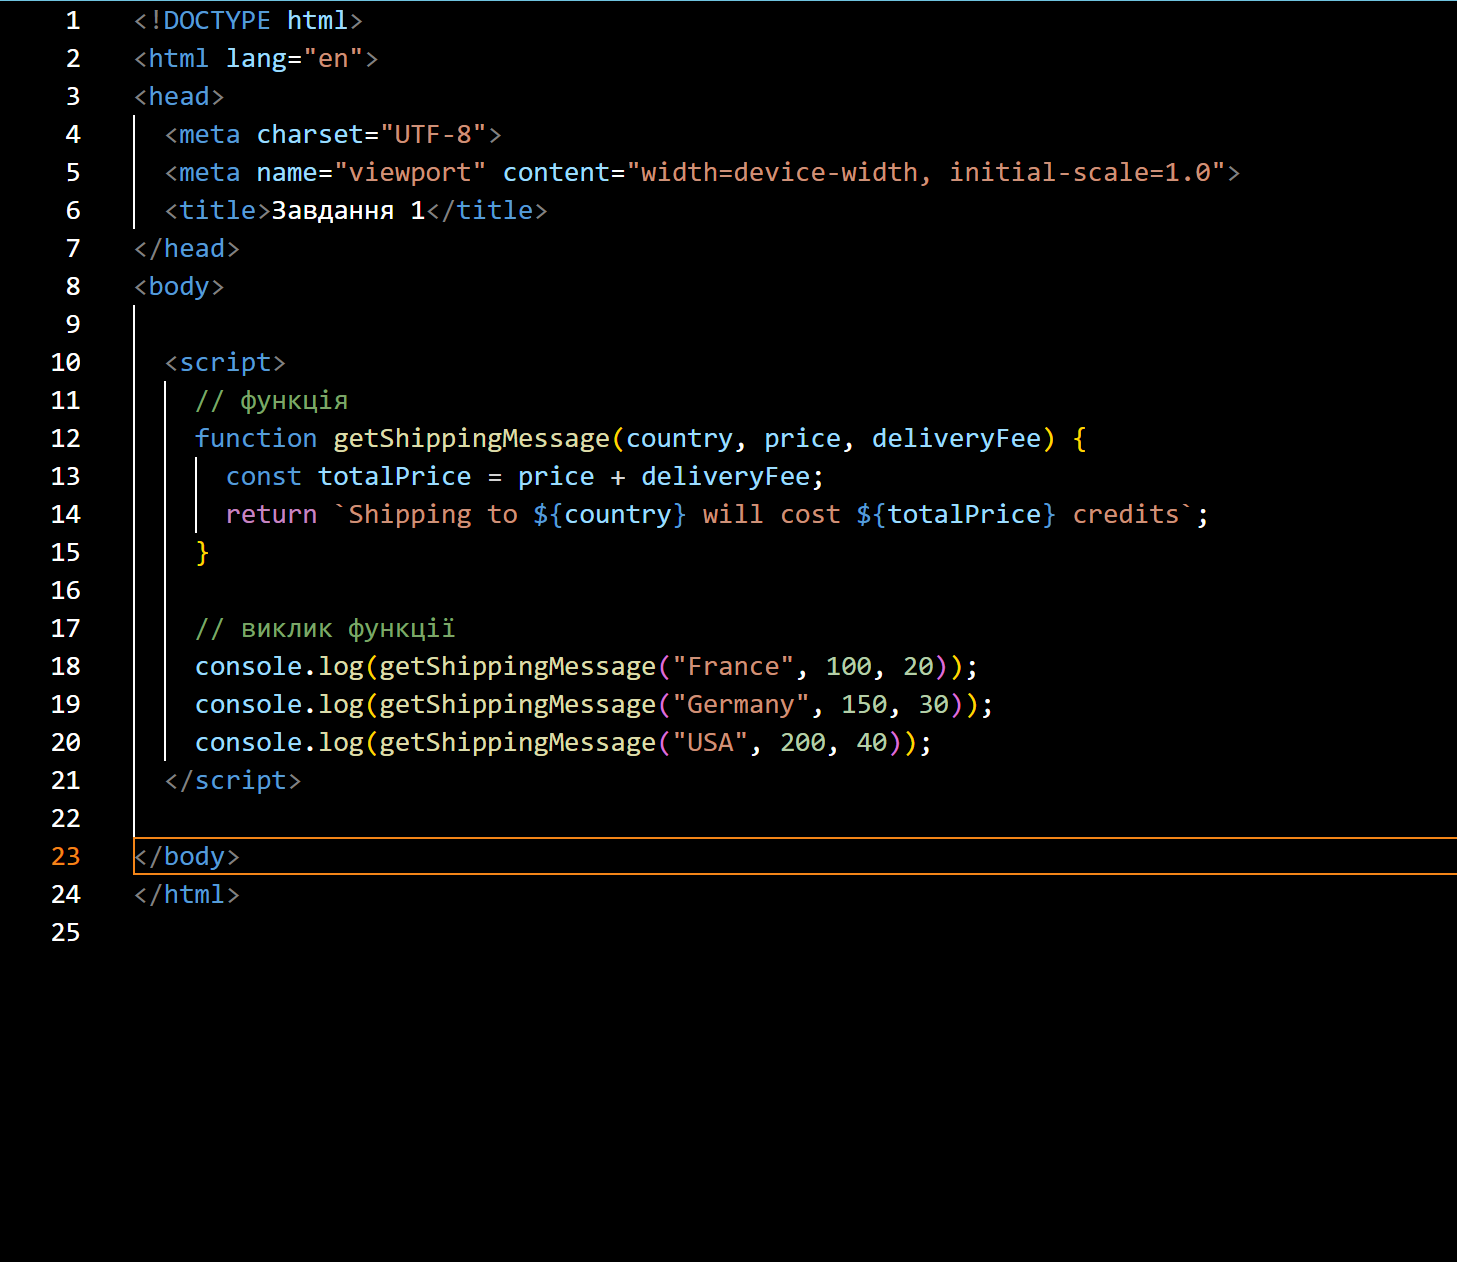 1 <!DOCTYPE html>
2 <html lang="en">
3 <head>
4 <meta charset="UTF-8">
5 <meta name="viewport" content="width=device-width, initial-scale=1.0">
6 <title>Завдання 1</title>
7 </head>
8 <body>
9
10 <script>
11 // функція
12 function getShippingMessage(country, price, deliveryFee) {
13 const totalPrice = price + deliveryFee;
14 return `Shipping to ${country} will cost ${totalPrice} credits`;
15 }
16
17 // виклик функції
18 console.log(getShippingMessage("France", 100, 20));
19 console.log(getShippingMessage("Germany", 150, 30));
20 console.log(getShippingMessage("USA", 200, 40));
21 </script>
22
23 </body>
24 </html>
25